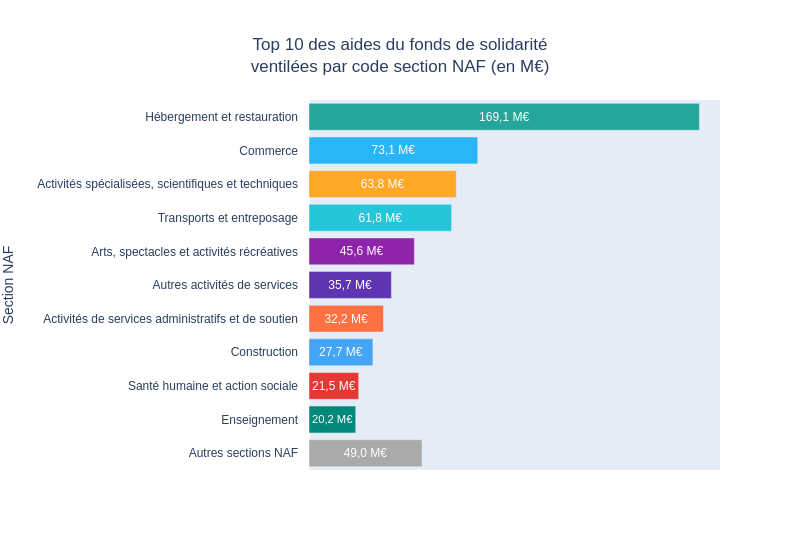 Top 10 des aides du fonds de solidarité
ventilées par code section NAF (en M€)
Section NAF
Hébergement et restauration 169,1 M€
Commerce 73,1 M€
Activités spécialisées, scientifiques et techniques 63,8 M€
Transports et entreposage 61,8 M€
Arts, spectacles et activités récréatives 45,6 M€
Autres activités de services 35,7 M€
Activités de services administratifs et de soutien 32,2 M€
Construction 27,7 M€
Santé humaine et action sociale 21,5 M€
Enseignement 20,2 M€
Autres sections NAF 49,0 M€